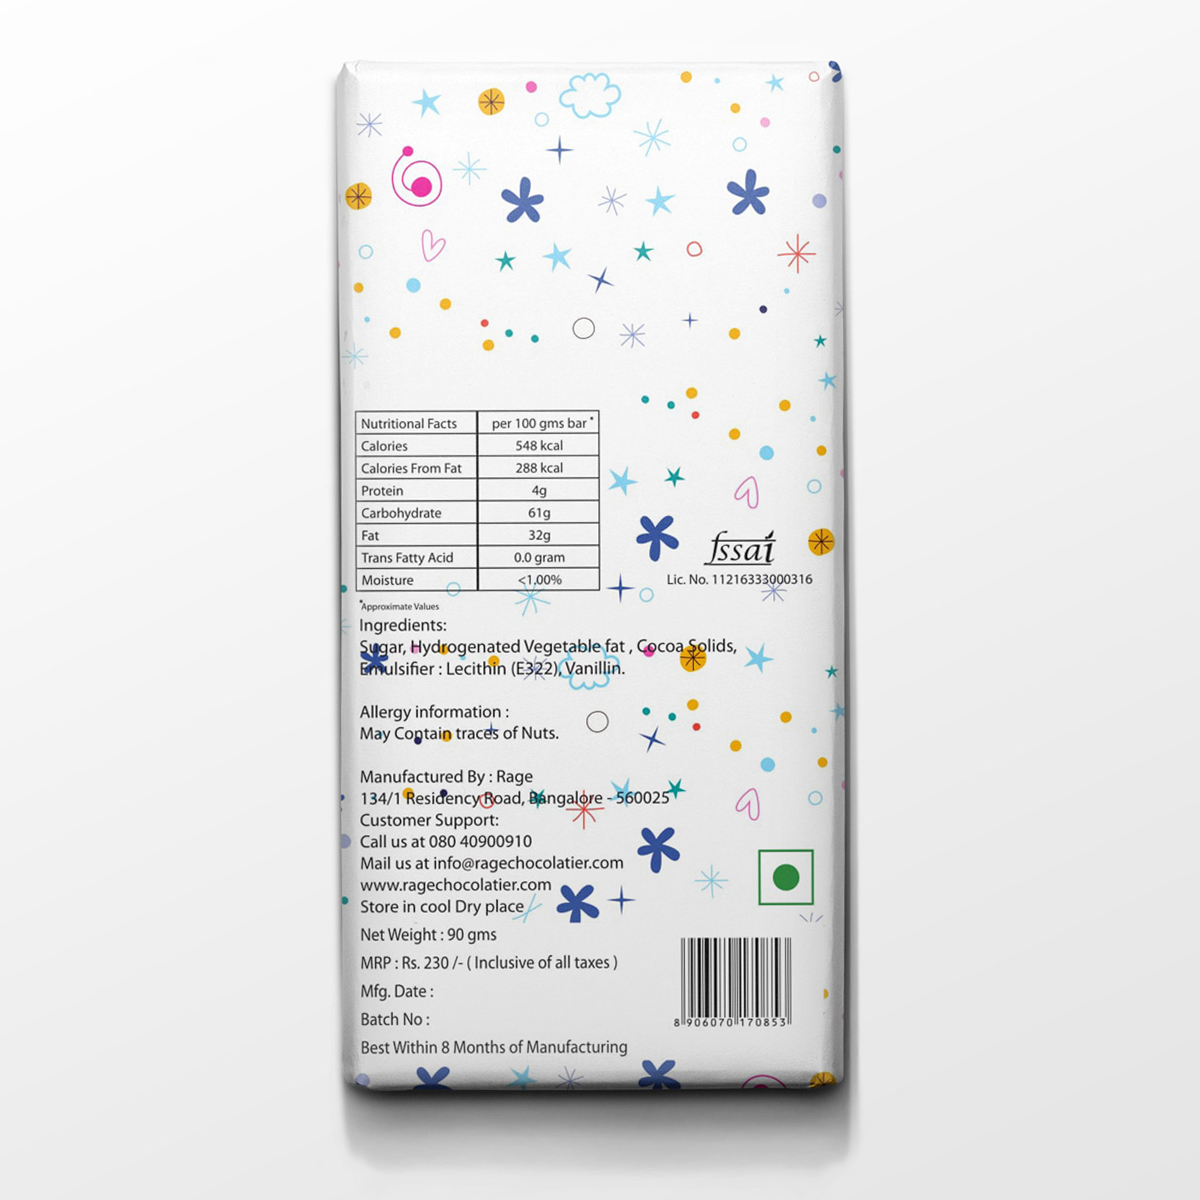 Nutritional Facts per 100 gms bar *
Calories 548 kcal
Calories From Fat 288 kcal
Protein 4g
Carbohydrate 61g
Fat 32g
Trans Fatty Acid 0.0 gram
Moisture <1.00%
*Approximate Values
fssai
Lic. No. 11216333000316
Ingredients:
Sugar, Hydrogenated Vegetable fat , Cocoa Solids,
Emulsifier : Lecithin (E322), Vanillin.
Allergy information :
May Contain traces of Nuts.
Manufactured By : Rage
134/1 Residency Road, Bangalore - 560025
Customer Support:
Call us at 080 40900910
Mail us at info@ragechocolatier.com
www.ragechocolatier.com
Store in cool Dry place
Net Weight : 90 gms
MRP : Rs. 230 /- ( Inclusive of all taxes )
Mfg. Date :
Batch No :
Best Within 8 Months of Manufacturing
8 906070 170853